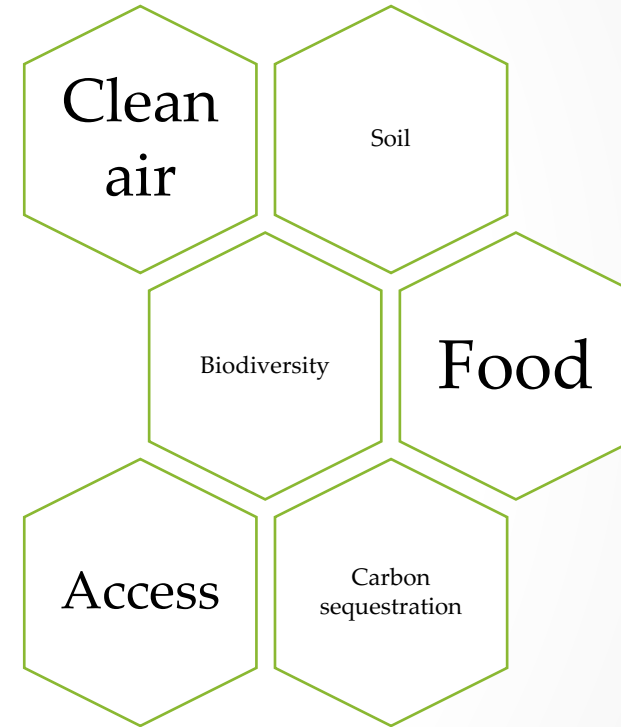 Clean
air
Soil
Biodiversity
Food
Access
Carbon
sequestration